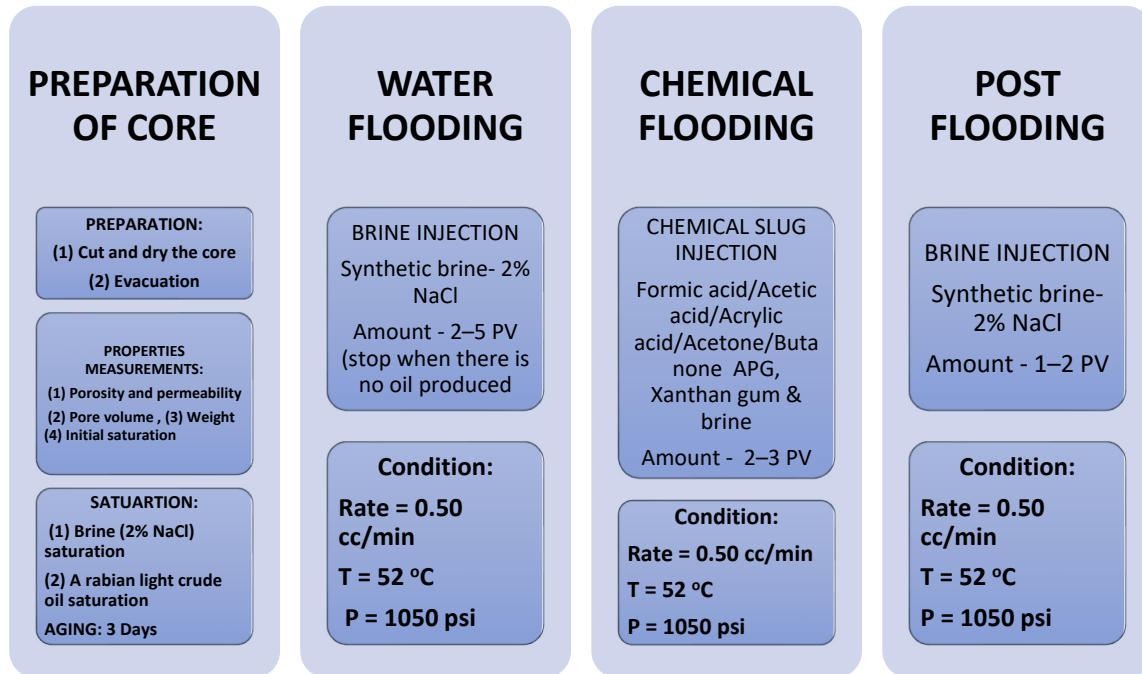 PREPARATION
OF CORE
PREPARATION:
(1) Cut and dry the core
(2) Evacuation
PROPERTIES
MEASUREMENTS:
(1) Porosity and permeability
(2) Pore volume , (3) Weight
(4) Initial saturation
SATUARTION:
(1) Brine (2% NaCl)
saturation
(2) A rabian light crude
oil saturation
AGING: 3 Days
WATER
FLOODING
BRINE INJECTION
Synthetic brine- 2%
NaCl
Amount - 2–5 PV
(stop when there is
no oil produced
Condition:
Rate = 0.50
cc/min
T = 52 °C
P = 1050 psi
CHEMICAL
FLOODING
CHEMICAL SLUG
INJECTION
Formic acid/Acetic
acid/Acrylic
acid/Acetone/Buta
none APG,
Xanthan gum &
brine
Amount - 2–3 PV
Condition:
Rate = 0.50 cc/min
T = 52 °C
P = 1050 psi
POST
FLOODING
BRINE INJECTION
Synthetic brine-
2% NaCl
Amount - 1–2 PV
Condition:
Rate = 0.50
cc/min
T = 52 °C
P = 1050 psi